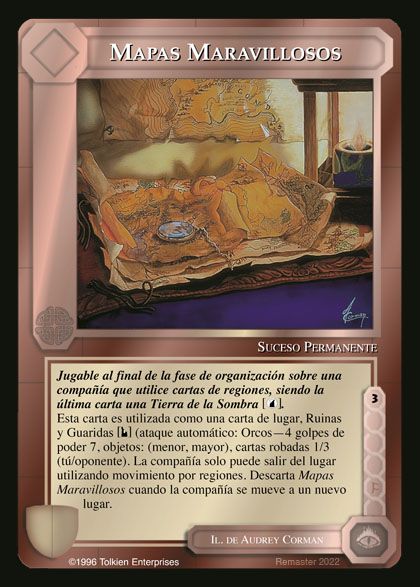 MAPAS MARAVILLOSOS
Corman
SUCESO PERMANENTE
Jugable al final de la fase de organización sobre una
compañía que utilice cartas de regiones, siendo la
última carta una Tierra de la Sombra [].
Esta carta es utilizada como una carta de lugar, Ruinas
y Guaridas [] (ataque automático: Orcos—4 golpes de
poder 7, objetos: (menor, mayor), cartas robadas 1/3
(tú/oponente). La compañía solo puede salir del lugar
utilizando movimiento por regiones. Descarta Mapas
Maravillosos cuando la compañía se mueve a un nuevo
lugar.
3
IL. DE AUDREY CORMAN
©1996 Tolkien Enterprises
Remaster 2022